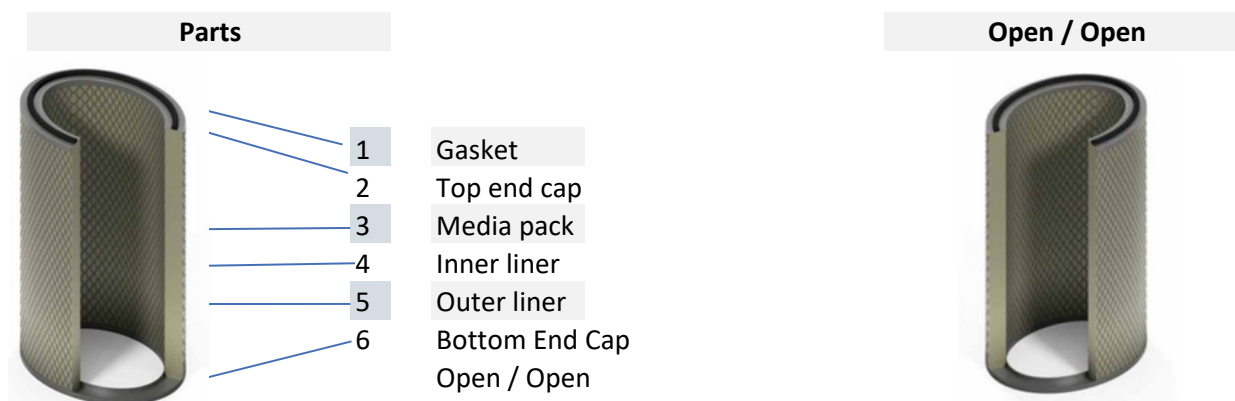 Parts
Open / Open
1 Gasket
2 Top end cap
3 Media pack
4 Inner liner
5 Outer liner
6 Bottom End Cap
Open / Open